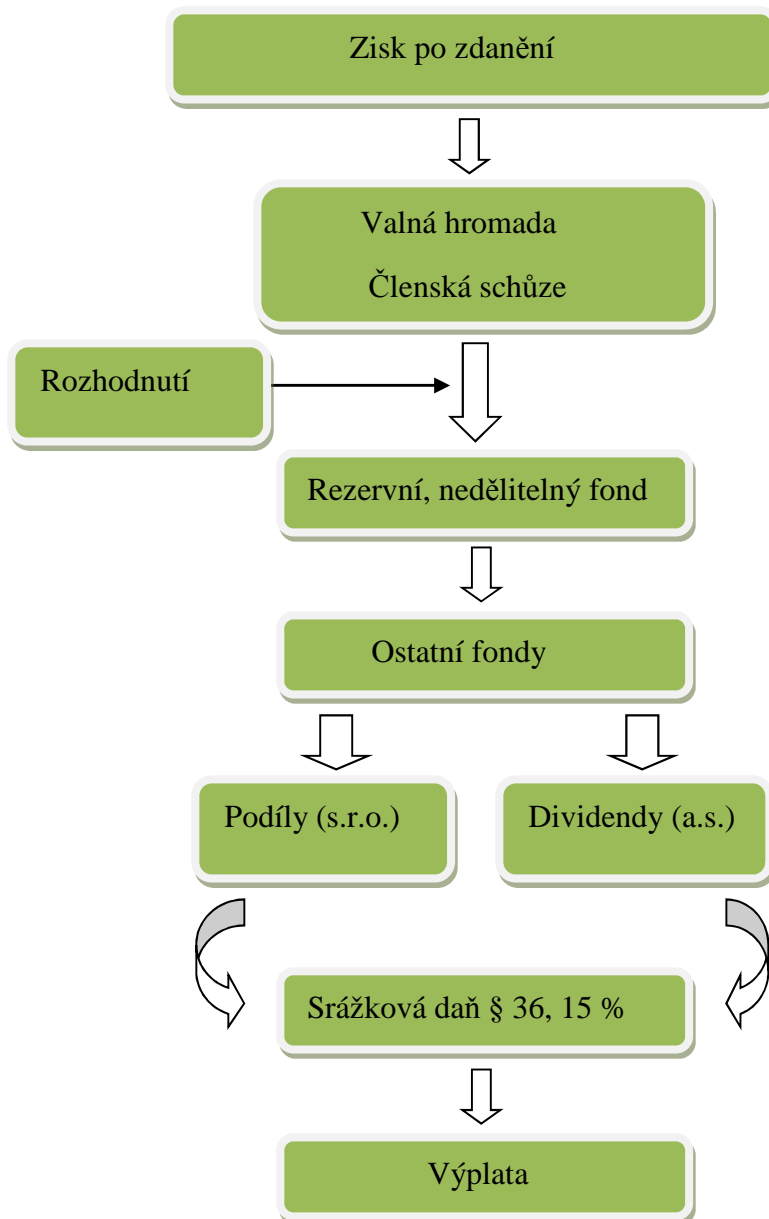 Zisk po zdanění
Valná hromada
Členská schůze
Rozhodnutí
Rezervní, nedělitelný fond
Ostatní fondy
Podíly (s.r.o.)
Dividendy (a.s.)
Srážková daň § 36, 15 %
Výplata